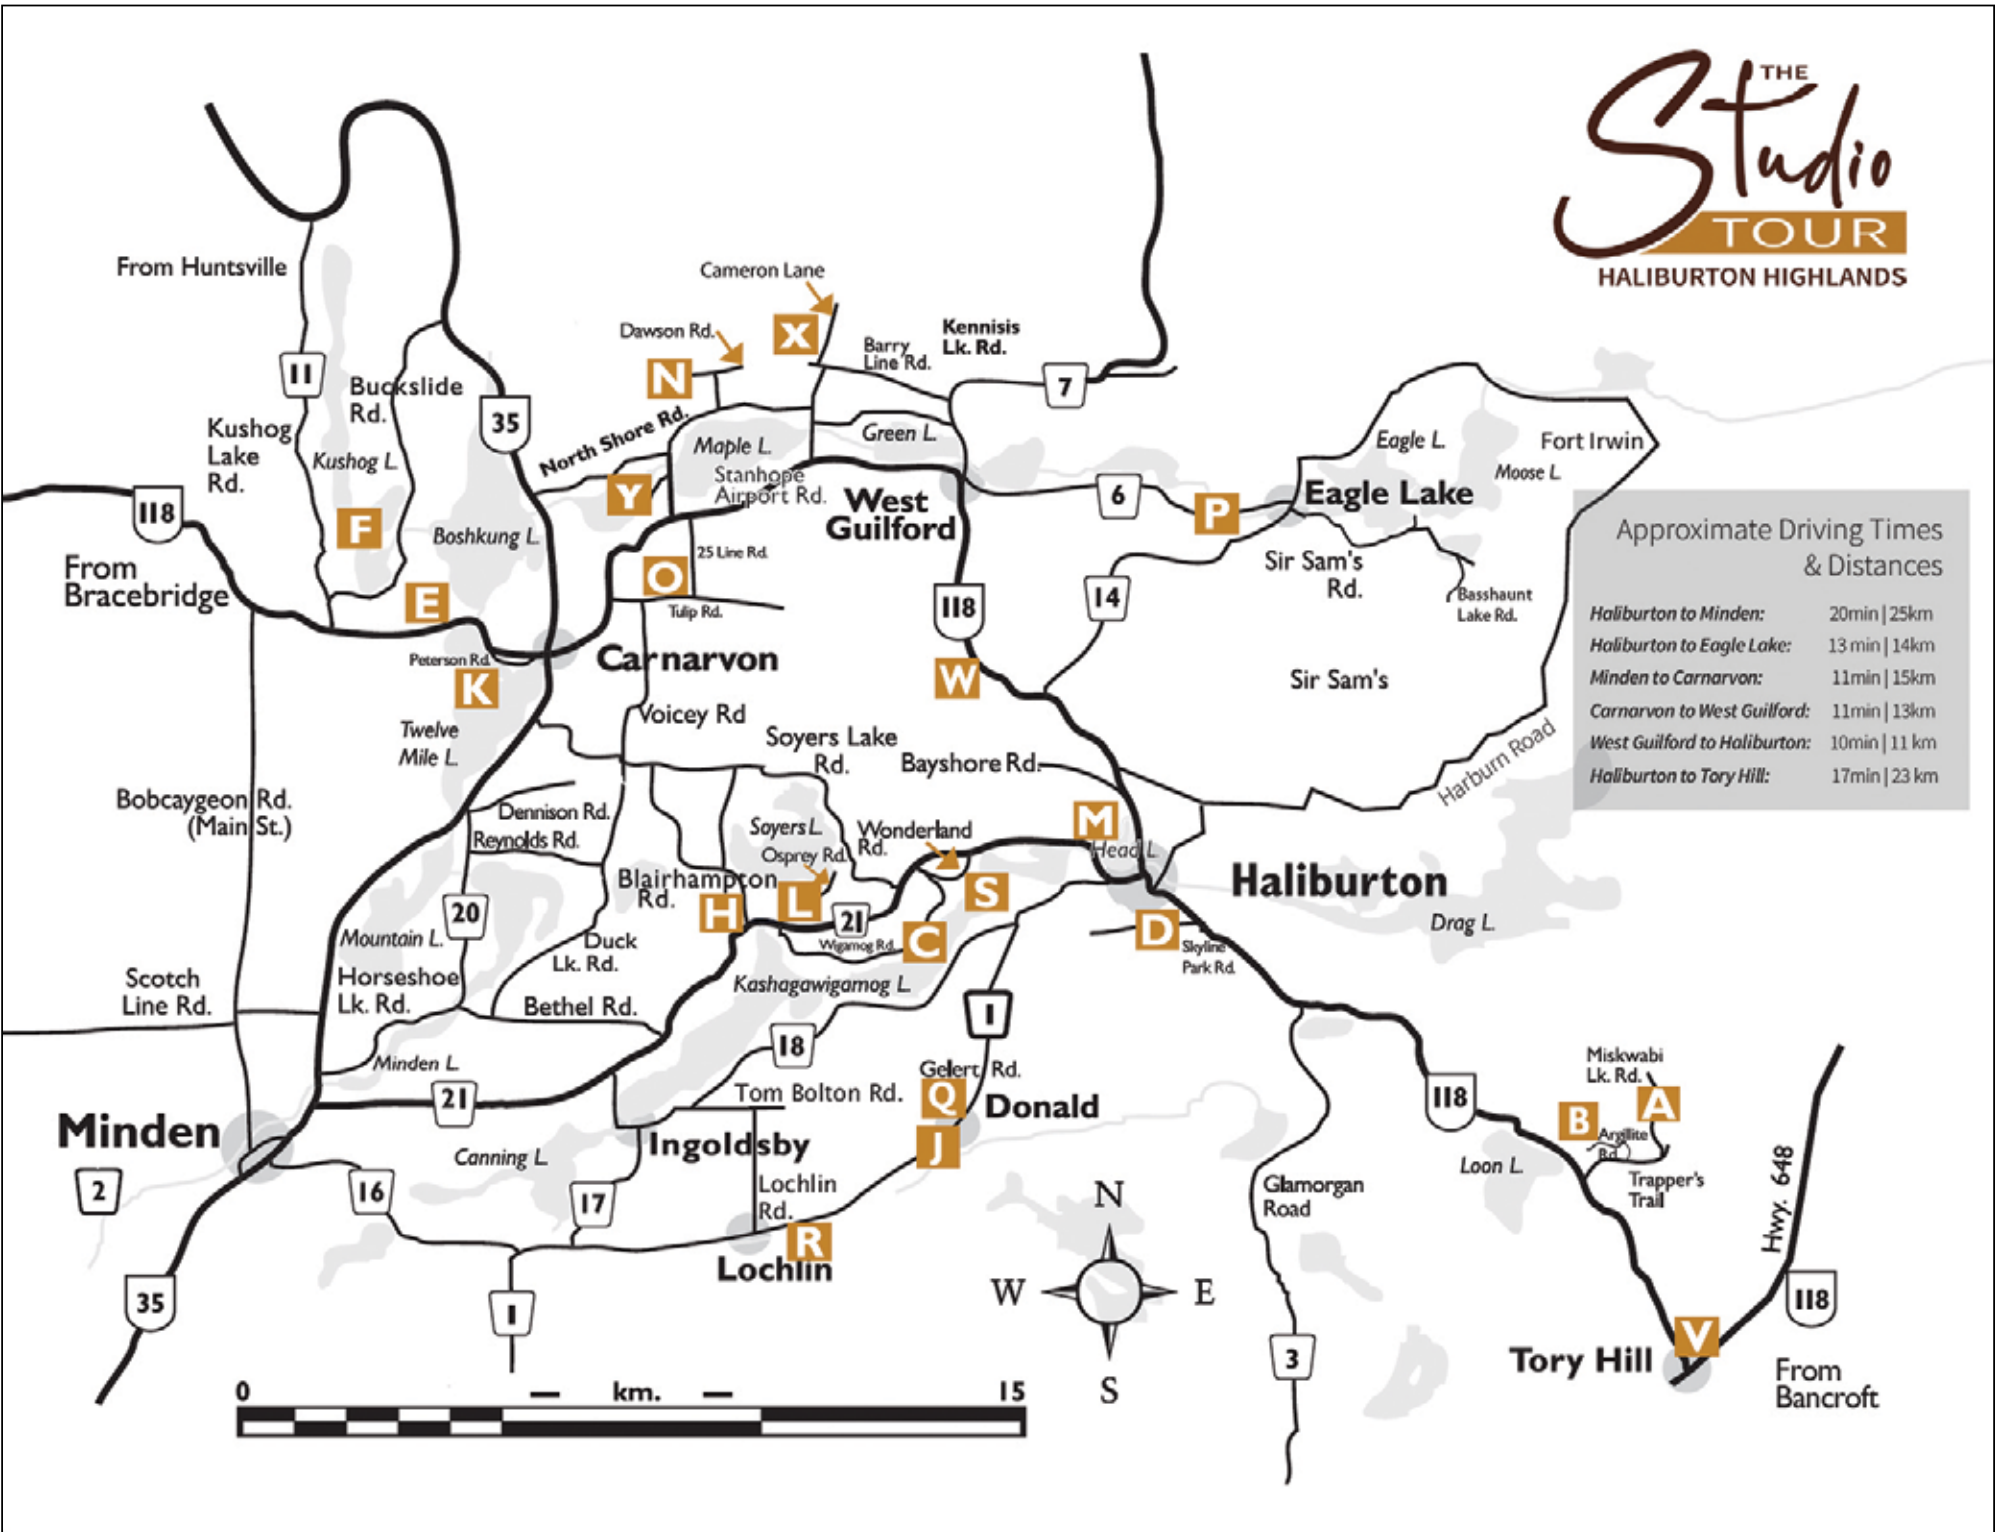 THE
Studio
TOUR
HALIBURTON HIGHLANDS
From Huntsville
Cameron Lane
Dawson Rd.
X
Barry
Line Rd.
Kennisis
Lk. Rd.
11
Buckslide
Rd.
N
7
35
Kushog
Lake
Rd.
Kushog L.
North Shore Rd.
Maple L.
Green L.
Eagle L.
Fort Irwin
Moose L.
118
F
Boshkung L.
Y
Stanhope
Airport Rd.
West
Guilford
6
P
Eagle Lake
From
Bracebridge
E
25 Line Rd.
O
Tulip Rd.
118
14
Sir Sam's
Rd.
Basshaunt
Lake Rd.
Approximate Driving Times
& Distances
Haliburton to Minden: 20min | 25km
Haliburton to Eagle Lake: 13 min | 14km
Minden to Carnarvon: 11min | 15km
Carnarvon to West Guilford: 11min | 13km
West Guilford to Haliburton: 10min | 11 km
Haliburton to Tory Hill: 17min | 23 km
Peterson Rd.
K
Carnarvon
W
Sir Sam's
Twelve
Mile L.
Voicey Rd
Soyers Lake
Rd.
Bayshore Rd.
Harburn Road
Bobcaygeon Rd.
(Main St.)
Dennison Rd.
Reynolds Rd.
Soyers L.
Osprey Rd.
Wonderland
Rd.
M
Head L.
Blairhampton
Rd.
H
L
21
S
Haliburton
20
Mountain L.
Duck
Lk. Rd.
Wigamog Rd.
C
D
Skyline
Park Rd.
Drag L.
Scotch
Line Rd.
Horseshoe
Lk. Rd.
Bethel Rd.
Kashagawigamog L.
1
18
Minden L.
21
Tom Bolton Rd.
Gelert Rd.
Q
Donald
J
118
Miskwabi
Lk. Rd.
A
B
Argillite
Rd.
Trapper's
Trail
Loon L.
Hwy. 648
Minden
2
16
Canning L.
Ingoldsby
17
Lochlin
Rd.
R
Lochlin
Glamorgan
Road
N
W
E
S
35
1
3
118
V
Tory Hill
From
Bancroft
0 — km. — 15